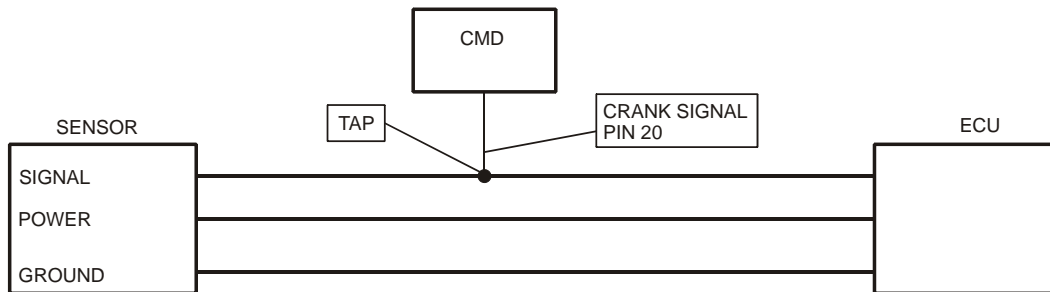 CMD
TAP
CRANK SIGNAL
PIN 20
SENSOR
ECU
SIGNAL
POWER
GROUND